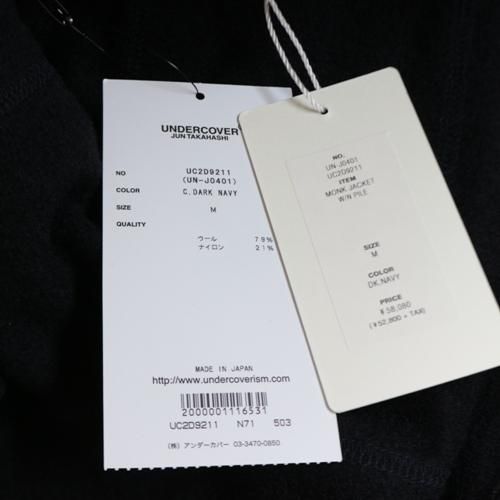 UNDERCOVER
JUN TAKAHASHI
NO UC2D9211
(UN-J0401)
COLOR C.DARK NAVY
SIZE M
QUALITY
ウール 79%
ナイロン 21%
MADE IN JAPAN
http://www.undercoverism.com
2000001116531
UC2D9211 N71 503
(株) アンダーカバー 03-3470-0850
NO.
UN-J0401
UC2D9211
ITEM
MONK JACKET
W/N PILE
SIZE
M
COLOR
DK.NAVY
PRICE
¥58,080
(¥52,800 + TAX)